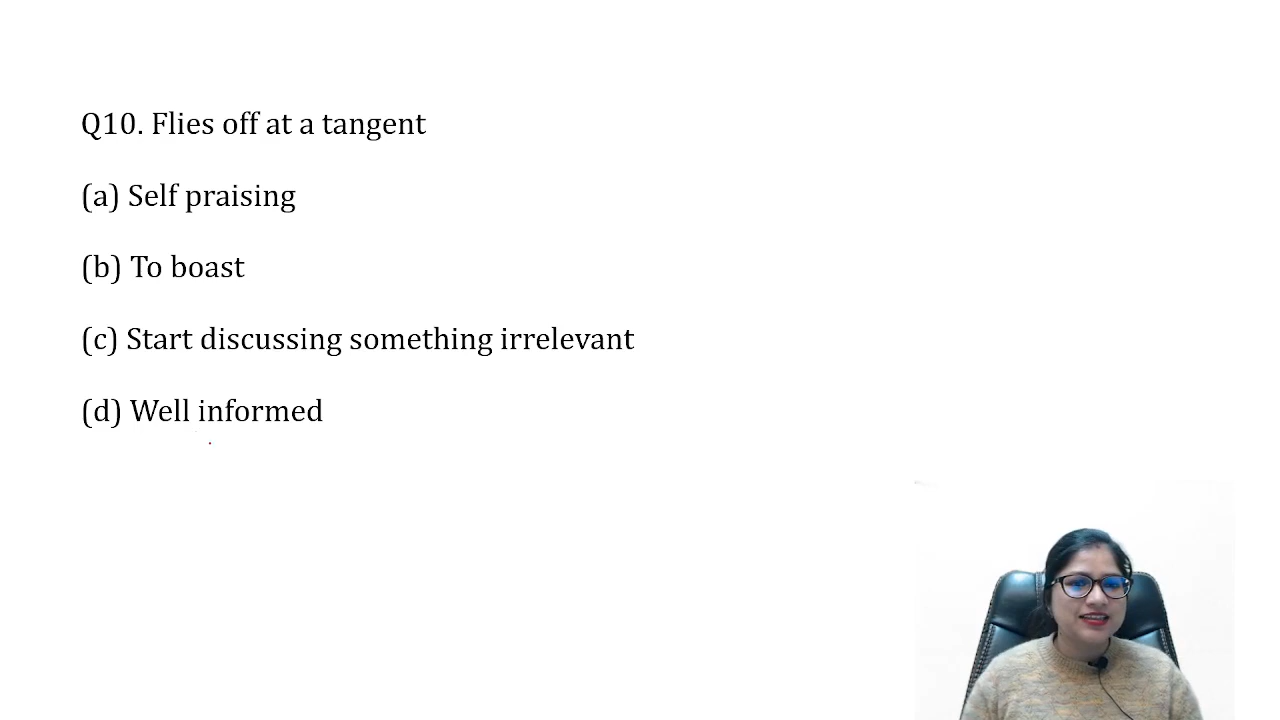 Q10. Flies off at a tangent
(a) Self praising
(b) To boast
(c) Start discussing something irrelevant
(d) Well informed